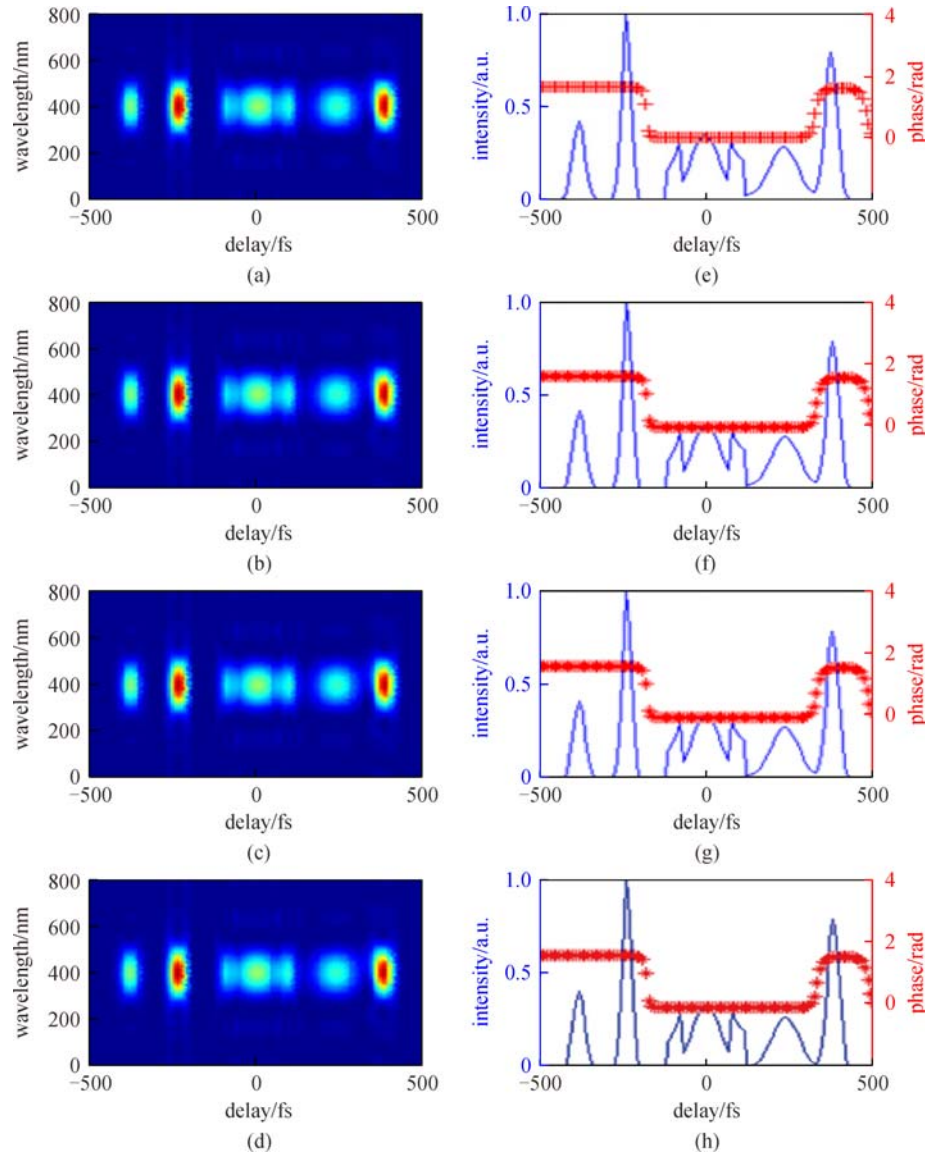 800
600
400
200
0
wavelength/nm
−500
0
500
delay/fs
(a)
1.0
0.5
0
intensity/a.u.
4
2
0
phase/rad
−500
0
500
delay/fs
(e)
800
600
400
200
0
wavelength/nm
−500
0
500
delay/fs
(b)
1.0
0.5
0
intensity/a.u.
4
2
0
phase/rad
−500
0
500
delay/fs
(f)
800
600
400
200
0
wavelength/nm
−500
0
500
delay/fs
(c)
1.0
0.5
0
intensity/a.u.
4
2
0
phase/rad
−500
0
500
delay/fs
(g)
800
600
400
200
0
wavelength/nm
−500
0
500
delay/fs
(d)
1.0
0.5
0
intensity/a.u.
4
2
0
phase/rad
−500
0
500
delay/fs
(h)